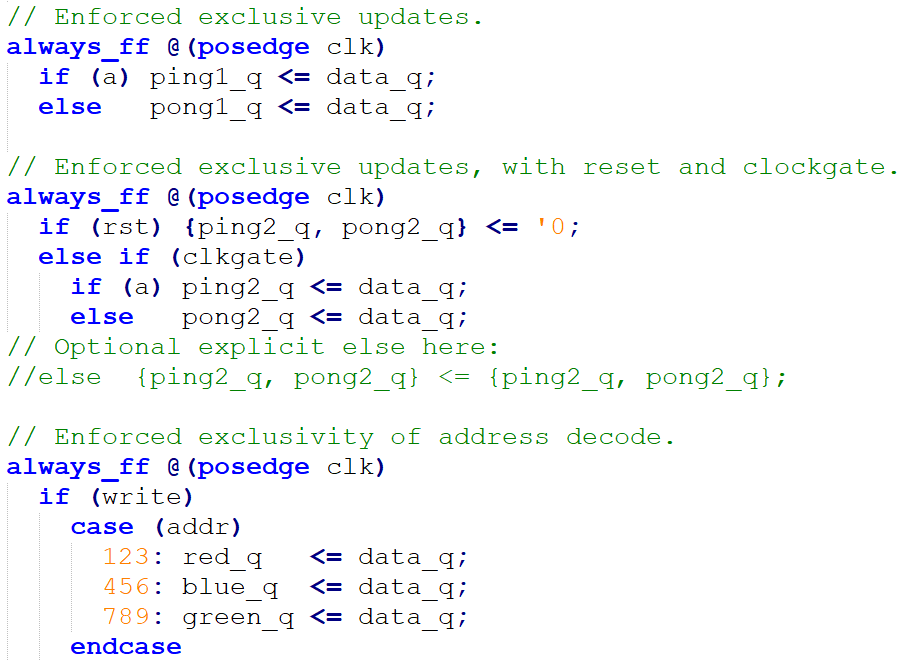 // Enforced exclusive updates.
always_ff @(posedge clk)
  if (a) ping1_q <= data_q;
  else   pong1_q <= data_q;

// Enforced exclusive updates, with reset and clockgate.
always_ff @(posedge clk)
  if (rst) {ping2_q, pong2_q} <= '0;
  else if (clkgate)
    if (a) ping2_q <= data_q;
    else   pong2_q <= data_q;
// Optional explicit else here:
//else  {ping2_q, pong2_q} <= {ping2_q, pong2_q};

// Enforced exclusivity of address decode.
always_ff @(posedge clk)
  if (write)
    case (addr)
      123: red_q   <= data_q;
      456: blue_q  <= data_q;
      789: green_q <= data_q;
    endcase